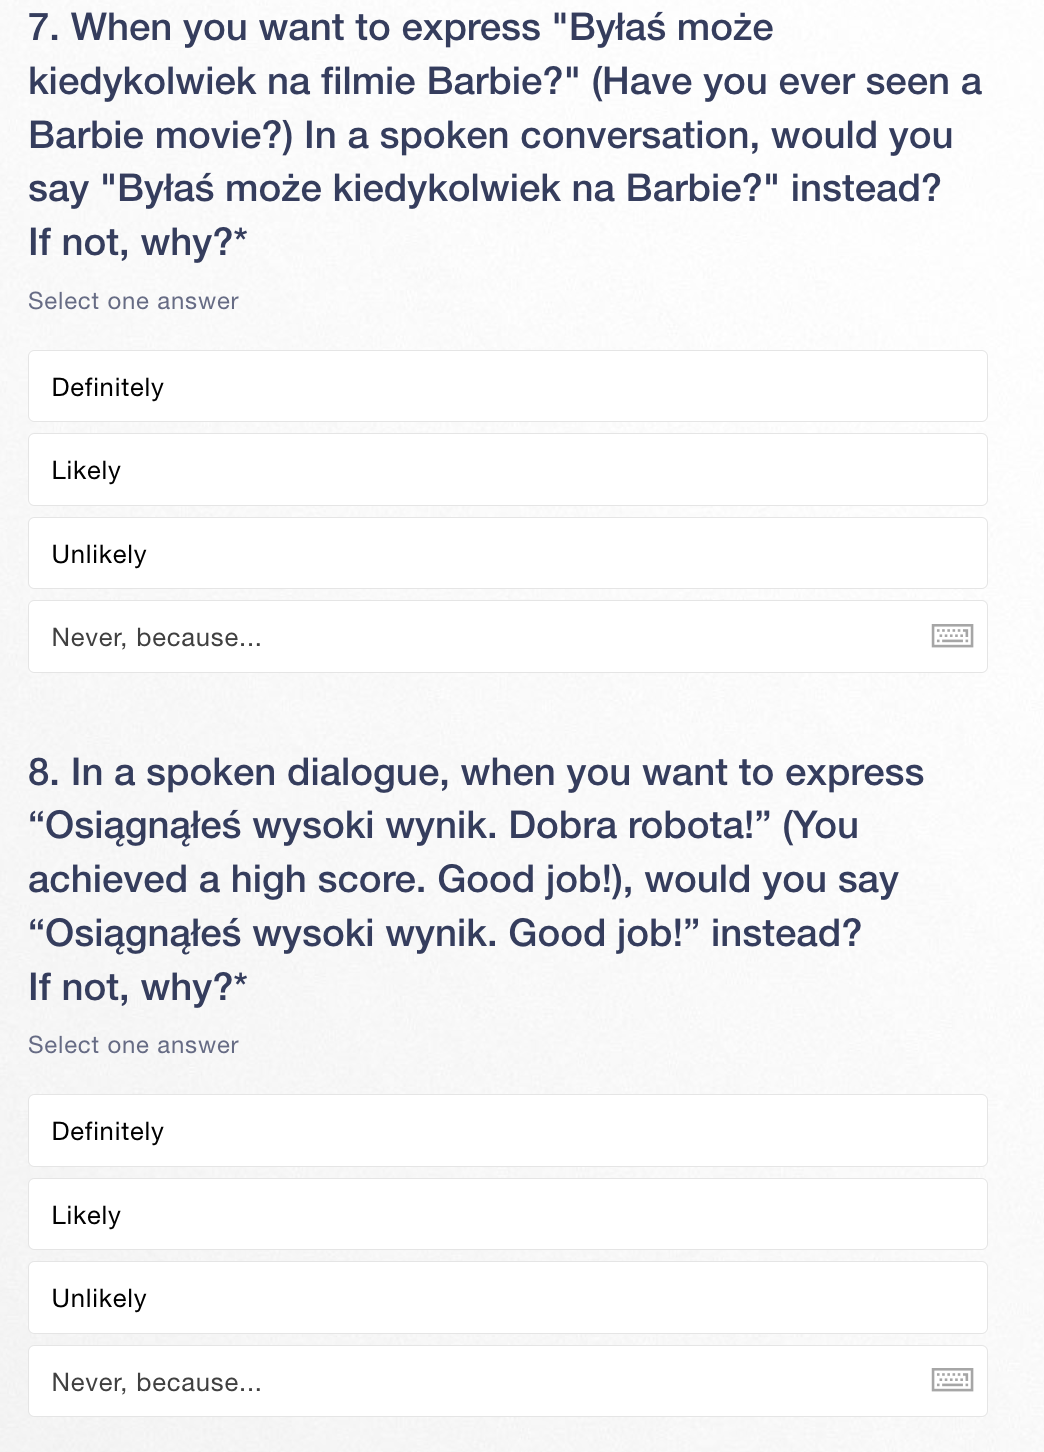 7. When you want to express "Byłaś może
kiedykolwiek na filmie Barbie?" (Have you ever seen a
Barbie movie?) In a spoken conversation, would you
say "Byłaś może kiedykolwiek na Barbie?" instead?
If not, why?*
Select one answer
Definitely
Likely
Unlikely
Never, because...
8. In a spoken dialogue, when you want to express
“Osiągnąłeś wysoki wynik. Dobra robota!” (You
achieved a high score. Good job!), would you say
“Osiągnąłeś wysoki wynik. Good job!” instead?
If not, why?*
Select one answer
Definitely
Likely
Unlikely
Never, because...